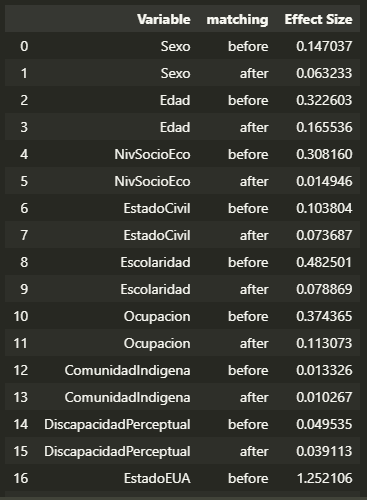 Variable matching Effect Size
0 Sexo before 0.147037
1 Sexo after 0.063233
2 Edad before 0.322603
3 Edad after 0.165536
4 NivSocioEco before 0.308160
5 NivSocioEco after 0.014946
6 EstadoCivil before 0.103804
7 EstadoCivil after 0.073687
8 Escolaridad before 0.482501
9 Escolaridad after 0.078869
10 Ocupacion before 0.374365
11 Ocupacion after 0.113073
12 ComunidadIndigena before 0.013326
13 ComunidadIndigena after 0.010267
14 DiscapacidadPerceptual before 0.049535
15 DiscapacidadPerceptual after 0.039113
16 EstadoEUA before 1.252106